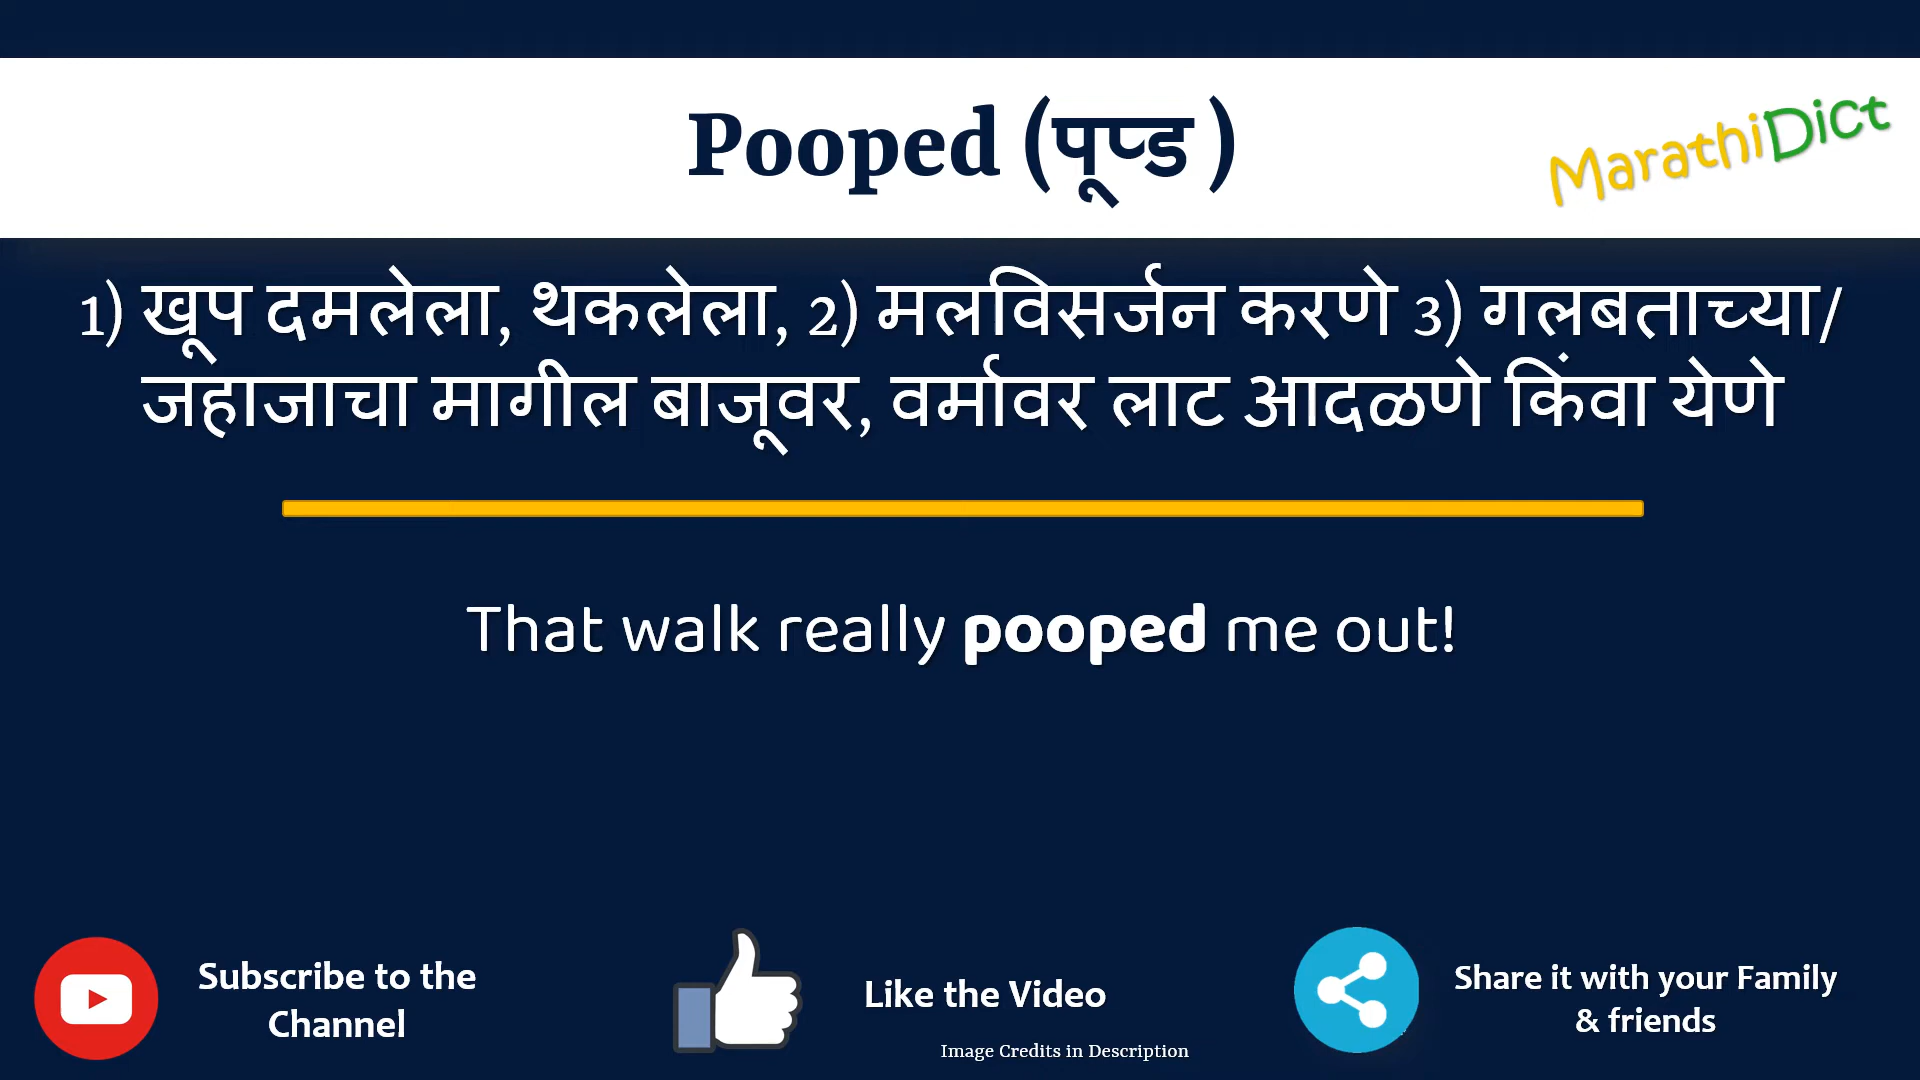 Pooped (पूप्ड )
MarathiDict
1) खूप दमलेला, थकलेला, 2) मलविसर्जन करणे 3) गलबताच्या/
जहाजाचा मागील बाजूवर, वर्मावर लाट आदळणे किंवा येणे
That walk really pooped me out!
Subscribe to the
Channel
Like the Video
Share it with your Family
& friends
Image Credits in Description